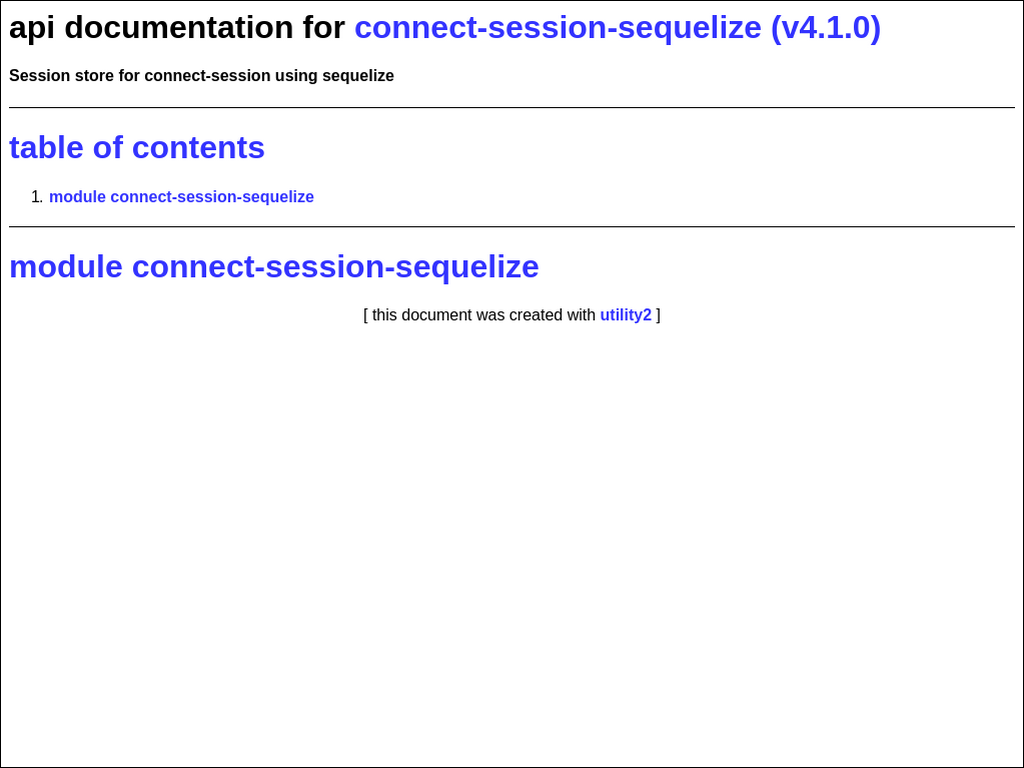 api documentation for connect-session-sequelize (v4.1.0)
Session store for connect-session using sequelize
table of contents
1. module connect-session-sequelize
module connect-session-sequelize
[ this document was created with utility2 ]